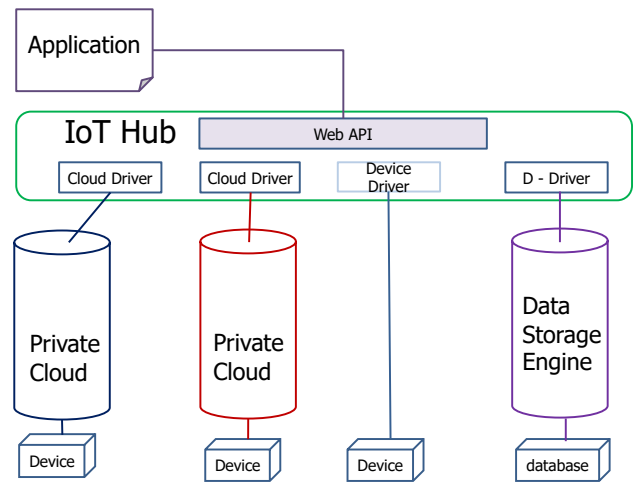 Application
IoT Hub
Web API
Cloud Driver
Cloud Driver
Device
Driver
D - Driver
Private
Cloud
Private
Cloud
Data
Storage
Engine
Device
Device
Device
database